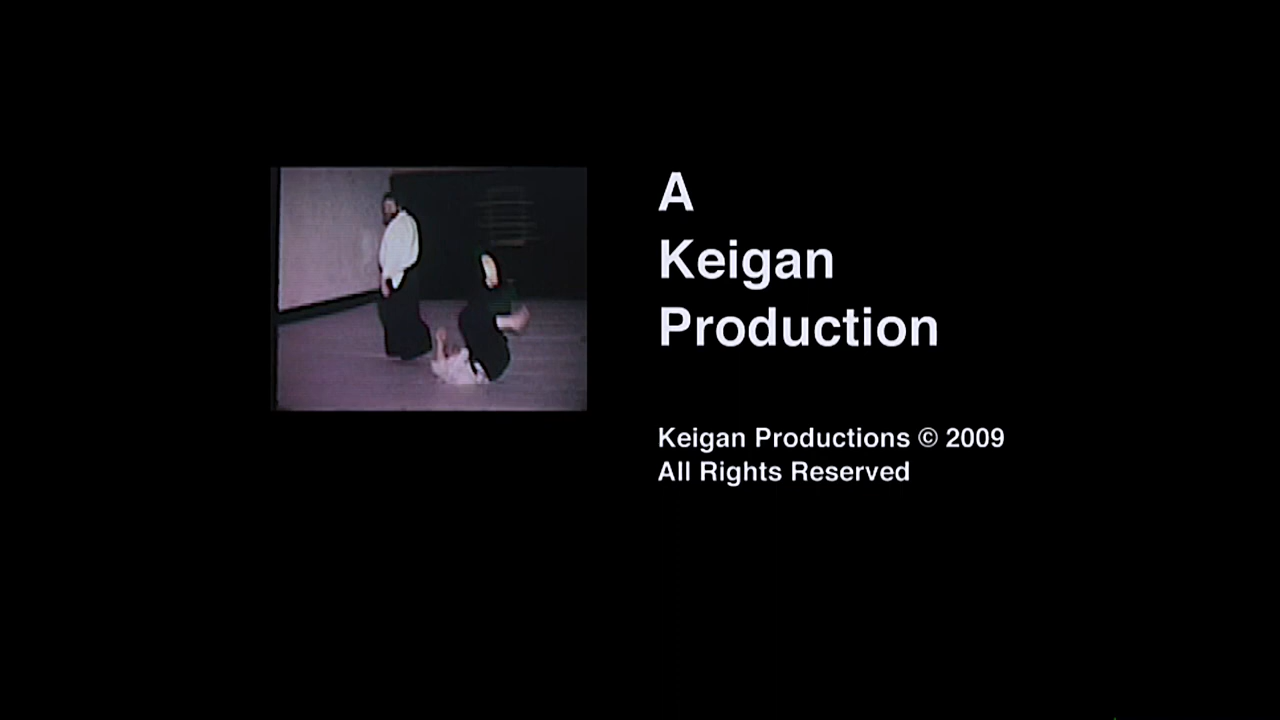 A
Keigan
Production
Keigan Productions © 2009
All Rights Reserved